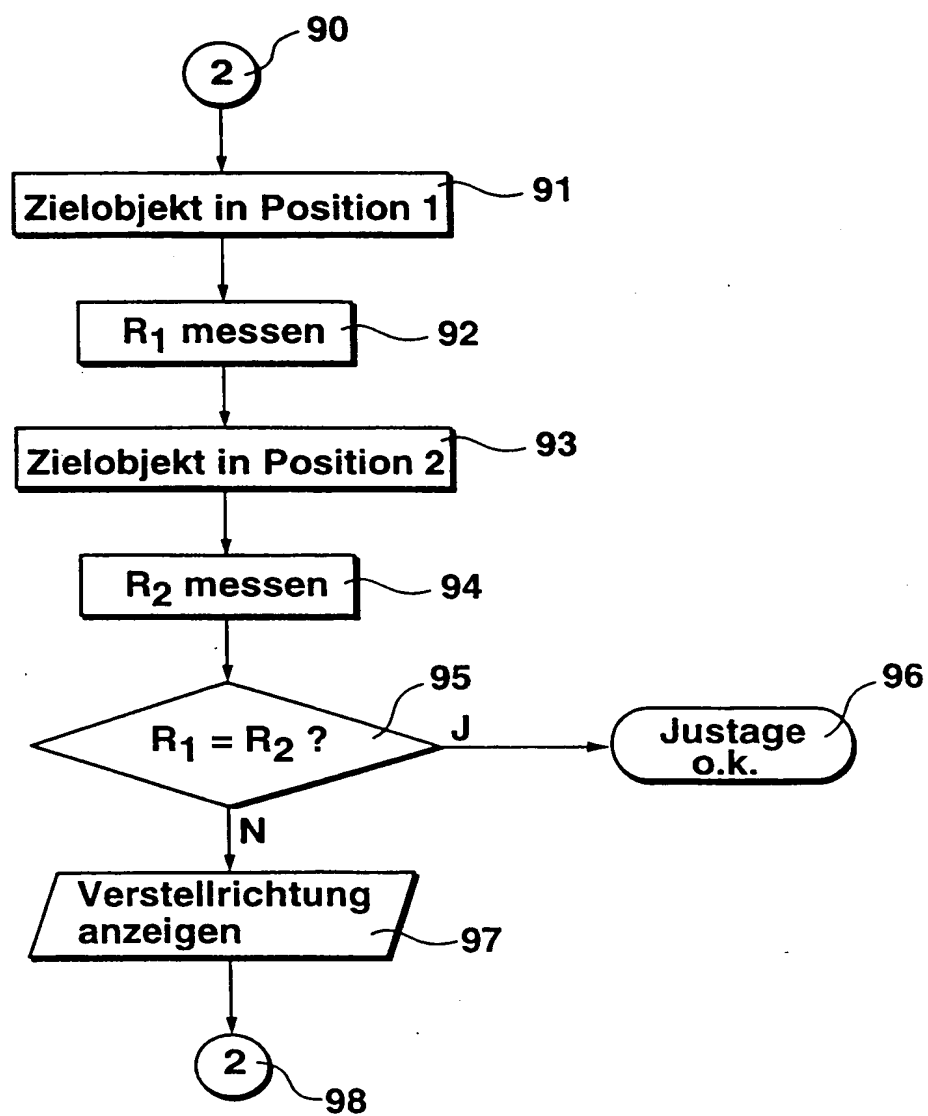 90
2
91
Zielobjekt in Position 1
R1 messen
92
93
Zielobjekt in Position 2
R2 messen
94
95
R1 = R2 ?
J
96
Justage
o.k.
N
Verstellrichtung
anzeigen
97
2
98